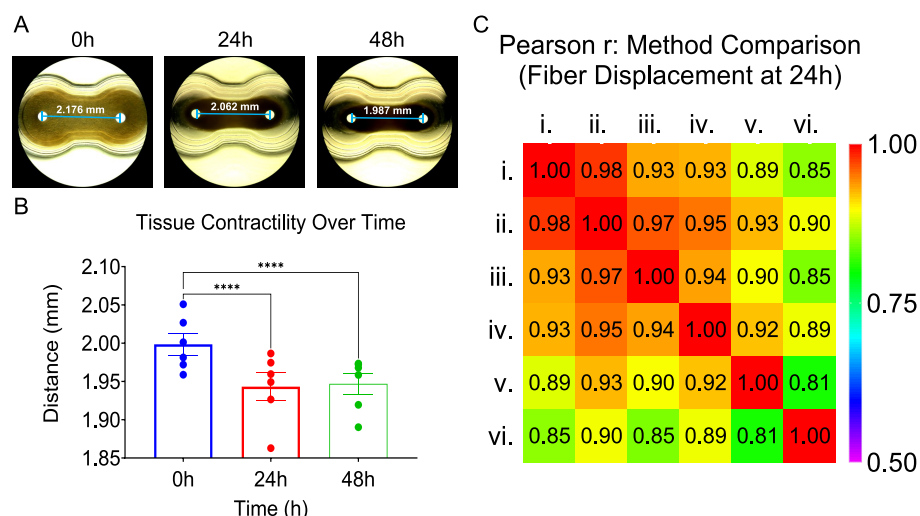 A
0h 24h 48h
2.176 mm 2.062 mm 1.987 mm
B
Tissue Contractility Over Time
****
****
Distance (mm)
2.10
2.05
2.00
1.95
1.90
1.85
0h 24h 48h
Time (h)
C
Pearson r: Method Comparison
(Fiber Displacement at 24h)
i. ii. iii. iv. v. vi.
i. 1.00 0.98 0.93 0.93 0.89 0.85
ii. 0.98 1.00 0.97 0.95 0.93 0.90
iii. 0.93 0.97 1.00 0.94 0.90 0.85
iv. 0.93 0.95 0.94 1.00 0.92 0.89
v. 0.89 0.93 0.90 0.92 1.00 0.81
vi. 0.85 0.90 0.85 0.89 0.81 1.00
1.00
0.75
0.50